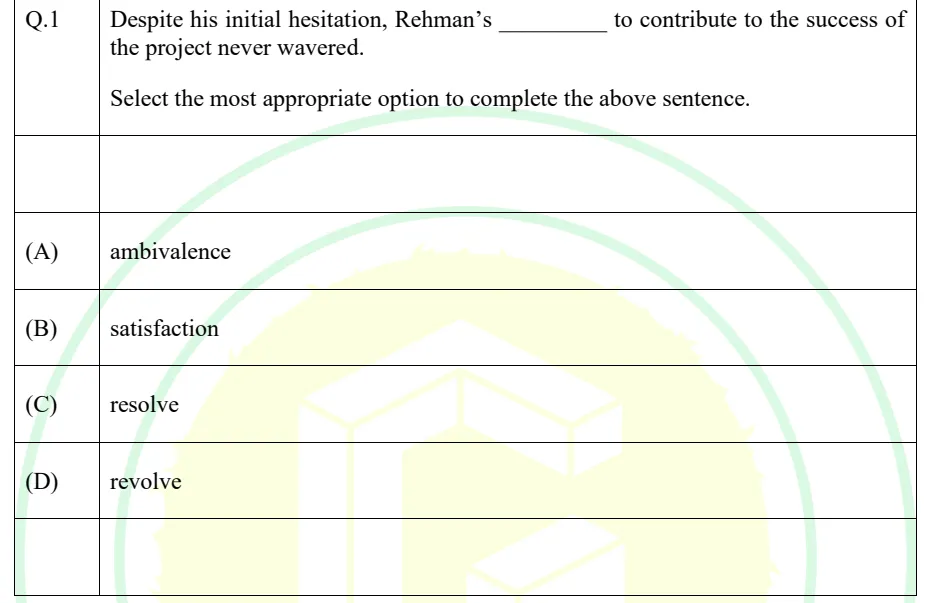 Q.1 Despite his initial hesitation, Rehman’s _________ to contribute to the success of
the project never wavered.
Select the most appropriate option to complete the above sentence.
(A) ambivalence
(B) satisfaction
(C) resolve
(D) revolve